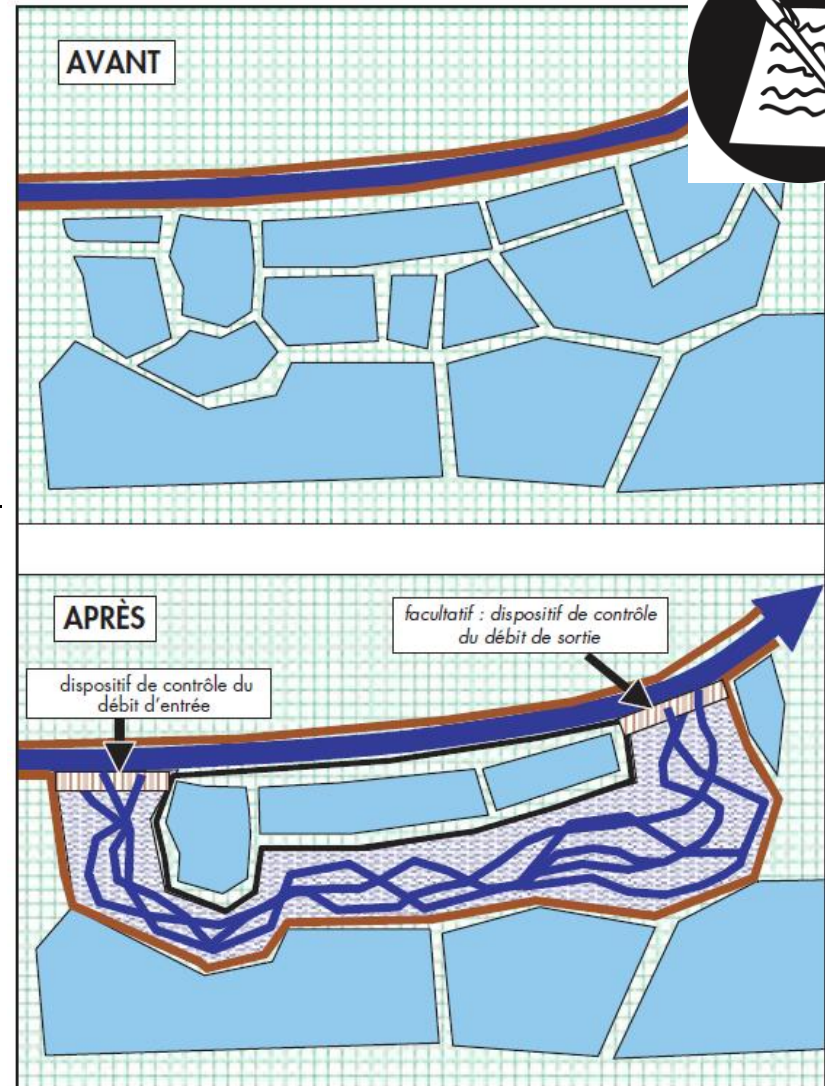 AVANT
APRÈS
facultatif : dispositif de contrôle
du débit de sortie
dispositif de contrôle du
débit d'entrée